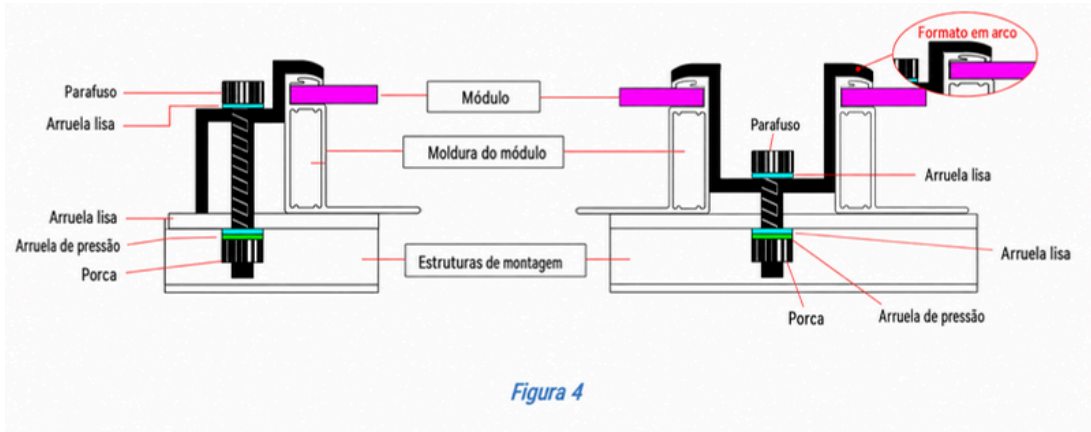 Formato em arco
Parafuso
Arruela lisa
Módulo
Moldura do módulo
Parafuso
Arruela lisa
Arruela lisa
Arruela de pressão
Porca
Estruturas de montagem
Arruela lisa
Porca
Arruela de pressão
Figura 4